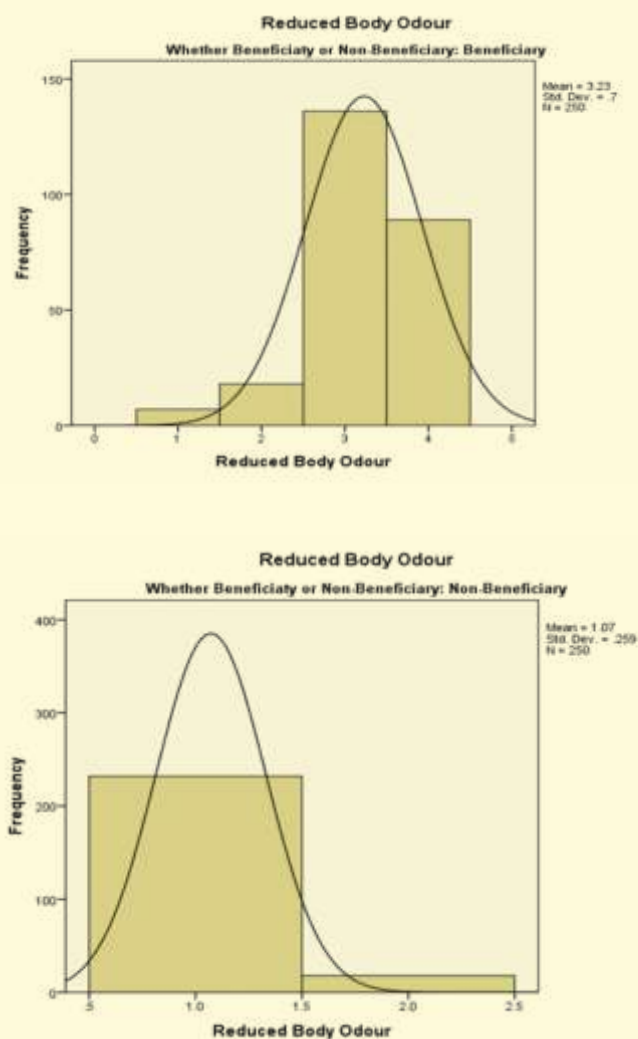 Reduced Body Odour
Whether Beneficiaty or Non-Beneficiary: Beneficiary
Mean = 3.23
Std. Dev. = .7
N = 250
150
100
50
0
Frequency
0 1 2 3 4 5
Reduced Body Odour
Reduced Body Odour
Whether Beneficiaty or Non-Beneficiary: Non-Beneficiary
Mean = 1.07
Std. Dev. = .259
N = 250
400
300
200
100
0
Frequency
.5 1.0 1.5 2.0 2.5
Reduced Body Odour